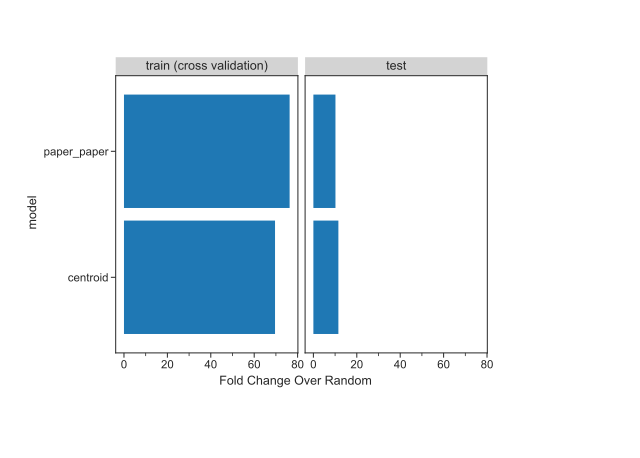 train (cross validation)
test
paper_paper
centroid
model
0 20 40 60 80
0 20 40 60 80
Fold Change Over Random